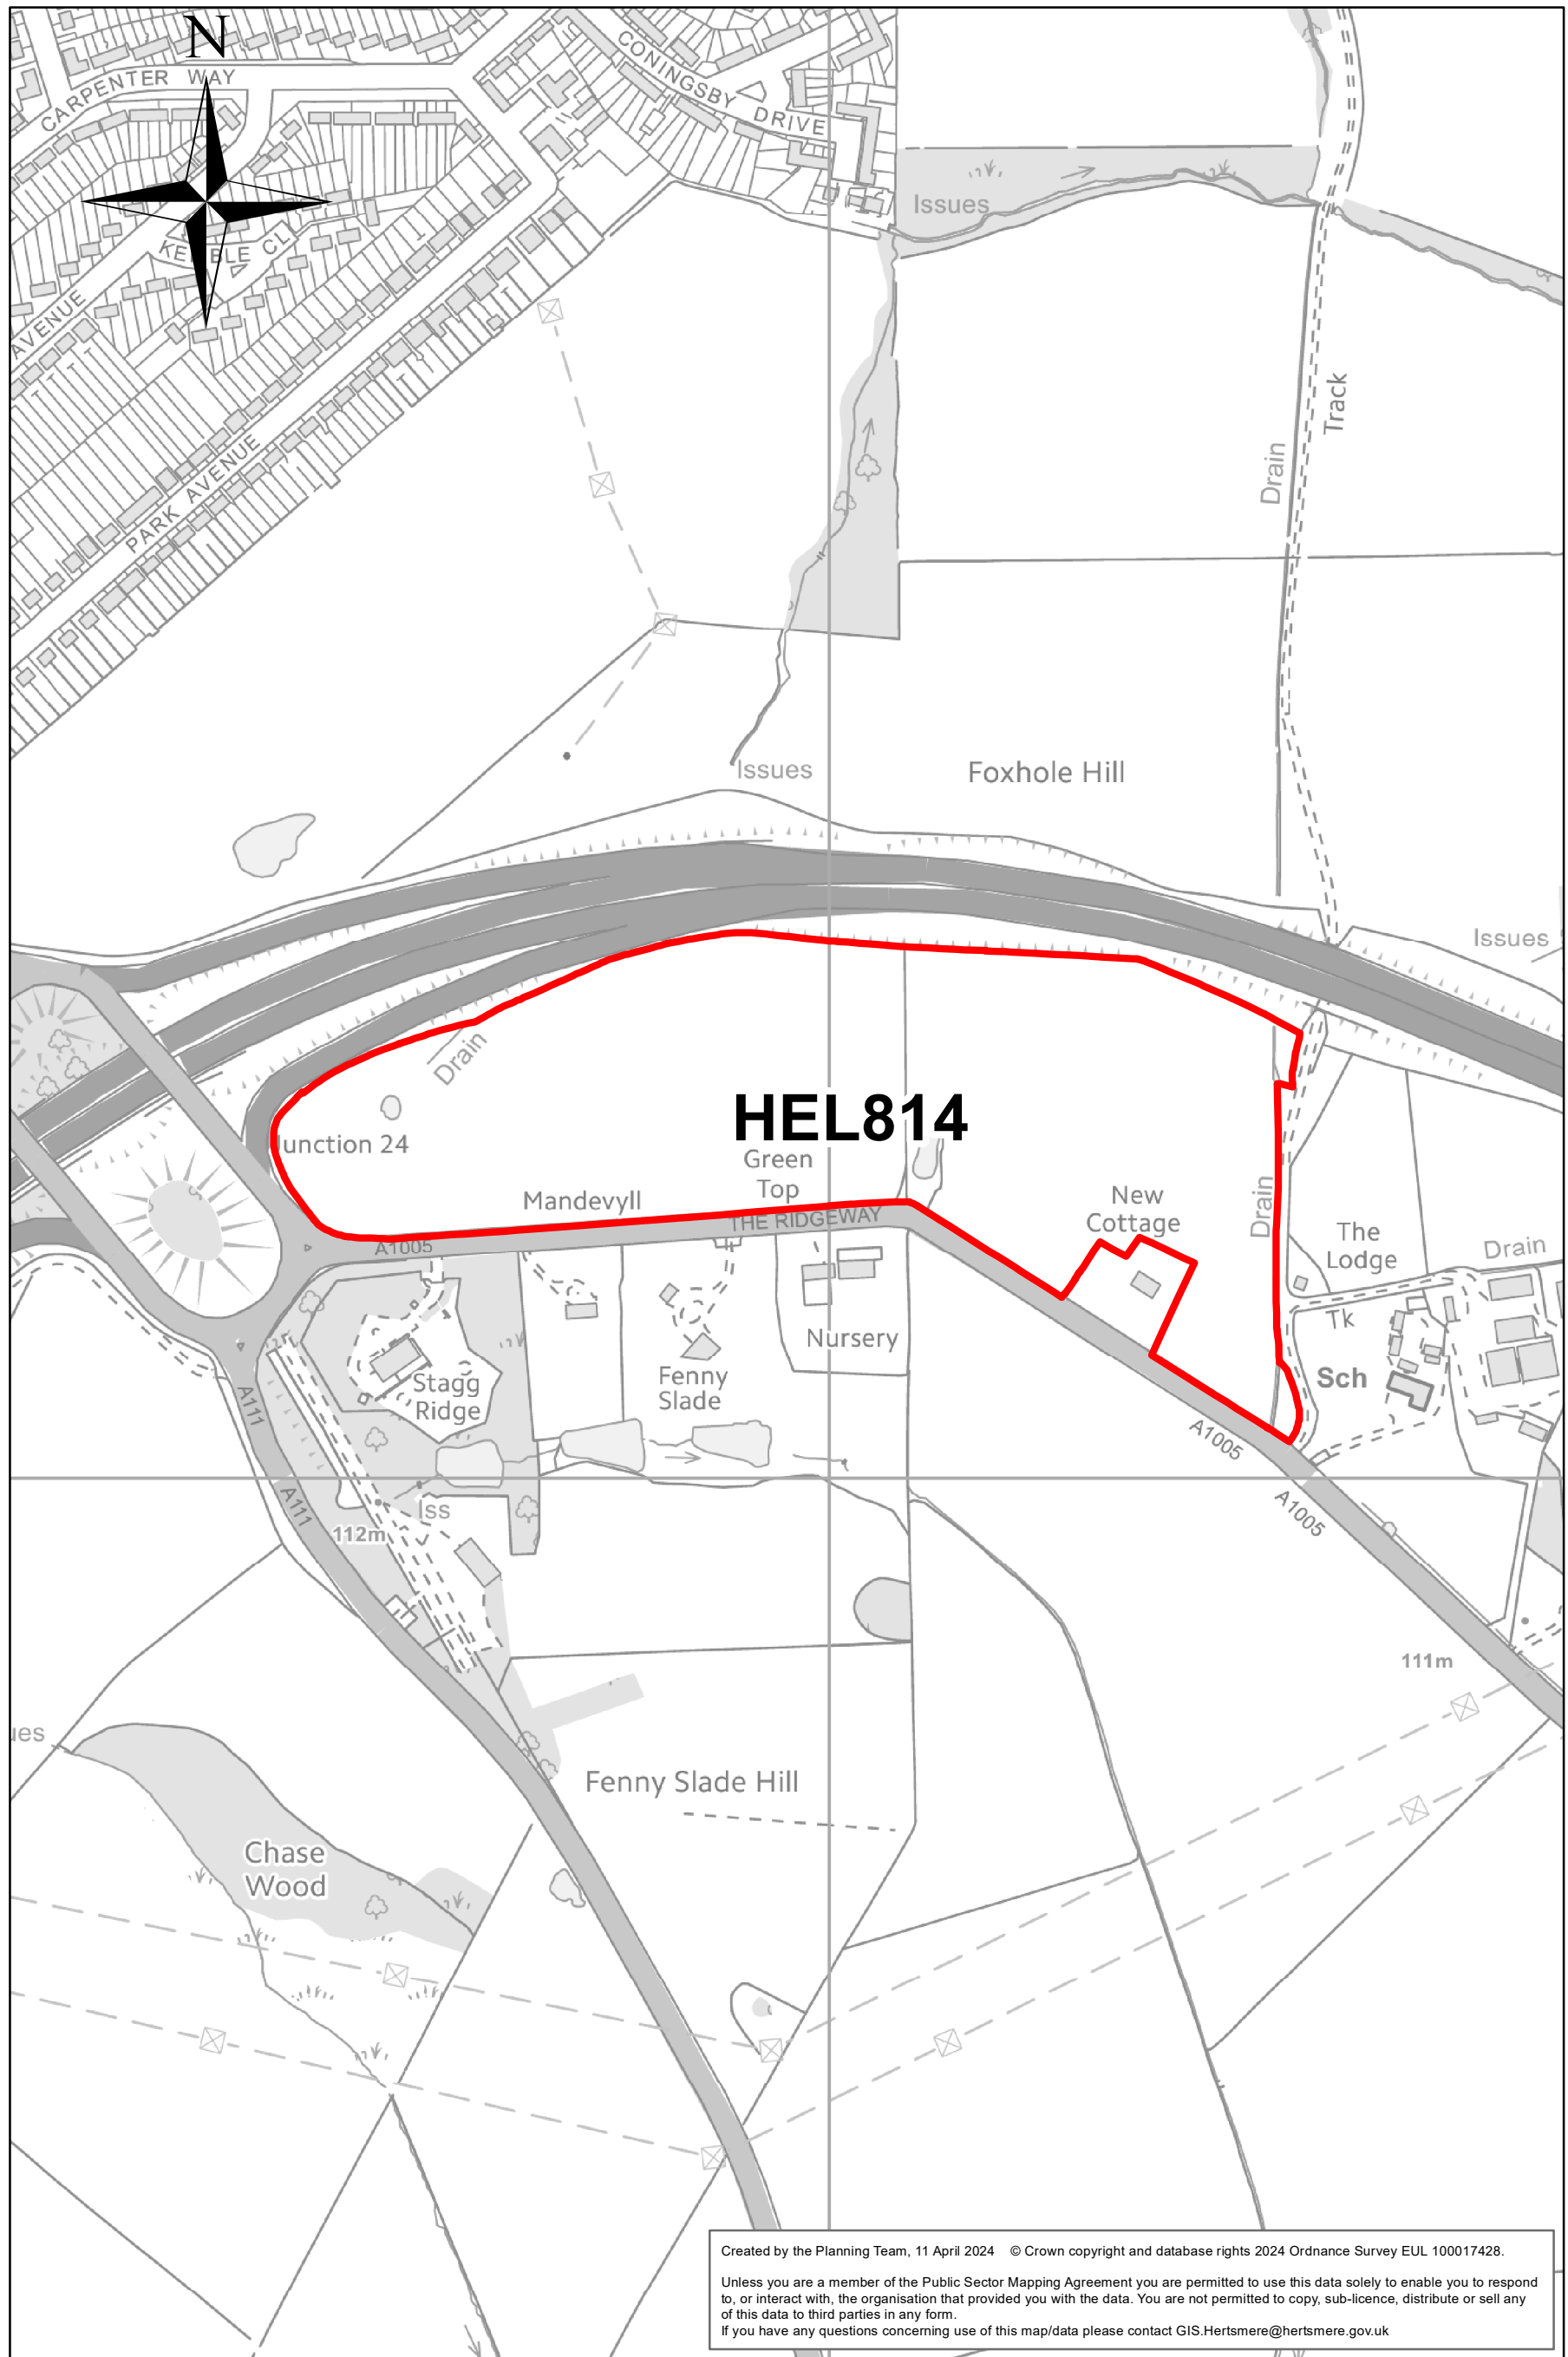 N
CARPENTER WAY
CONINGSBY DRIVE
KE BLE CL
AVENUE
PARK AVENUE
Issues
Track
Drain
Issues
Foxhole Hill
Issues
Drain
HEL814
unction 24
Green
Top
Mandevyll
THE RIDGEWAY
A1005
New
Cottage
Drain
The
Lodge
Drain
Tk
Nursery
Stagg
Ridge
Fenny
Slade
Sch
A111
A1005
A111
Iss
112m
A1005
111m
ues
Fenny Slade Hill
Chase
Wood
Created by the Planning Team, 11 April 2024 © Crown copyright and database rights 2024 Ordnance Survey EUL 100017428.
Unless you are a member of the Public Sector Mapping Agreement you are permitted to use this data solely to enable you to respond
to, or interact with, the organisation that provided you with the data. You are not permitted to copy, sub-licence, distribute or sell any
of this data to third parties in any form.
If you have any questions concerning use of this map/data please contact GIS.Hertsmere@hertsmere.gov.uk